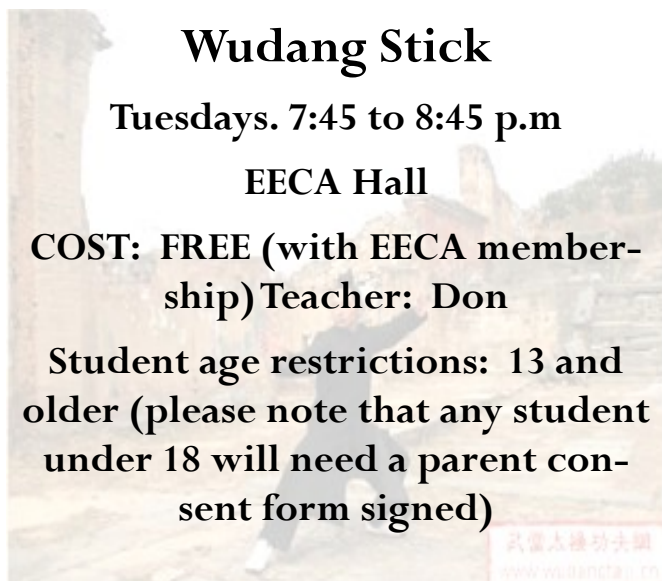 Wudang Stick
Tuesdays. 7:45 to 8:45 p.m
EECA Hall
COST: FREE (with EECA member-
ship) Teacher: Don
Student age restrictions: 13 and
older (please note that any student
under 18 will need a parent con-
sent form signed)